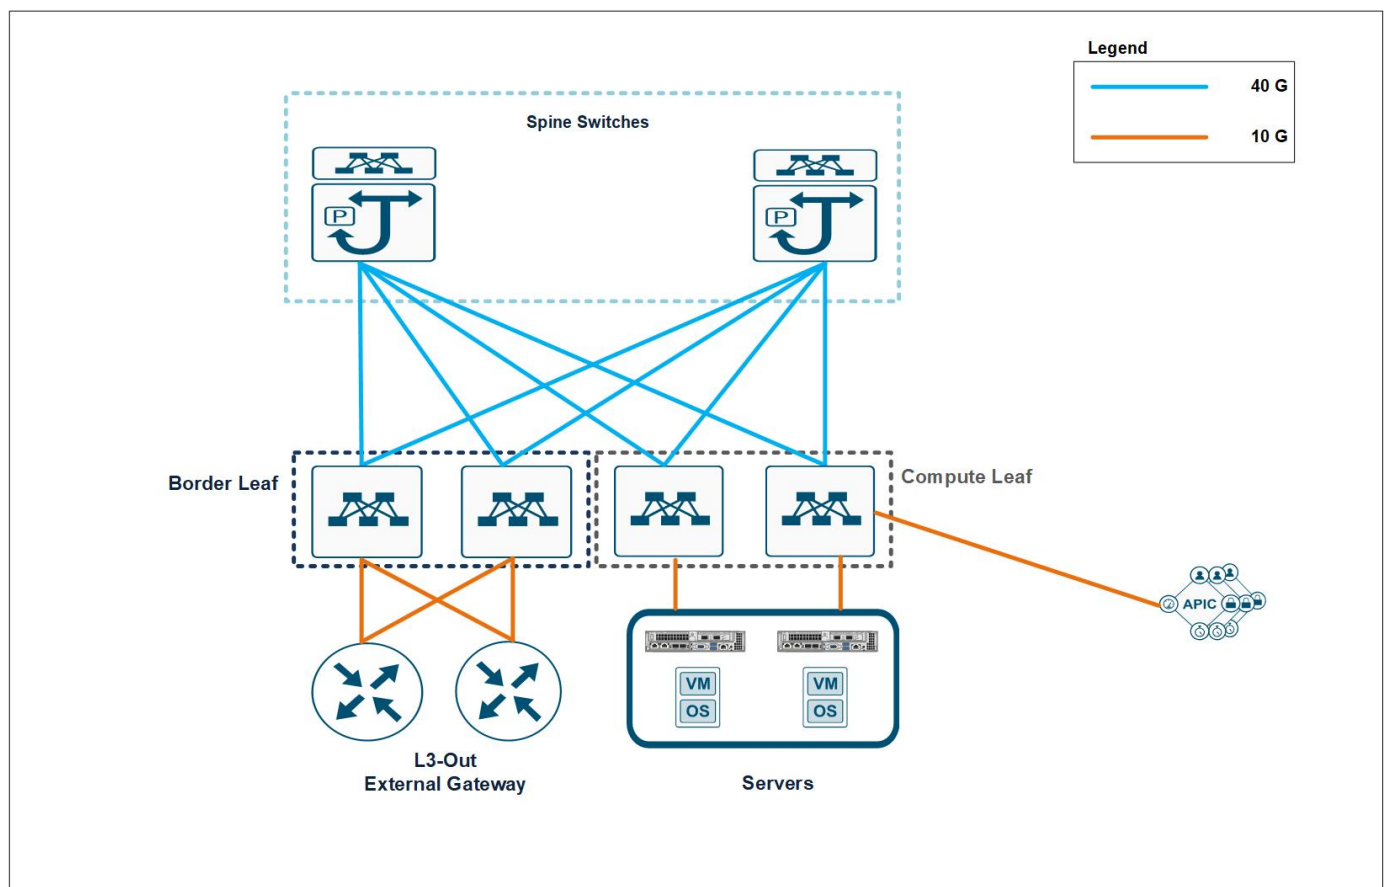 Legend
40 G
10 G
Spine Switches
P
P
Border Leaf
Compute Leaf
APIC
VM
OS
VM
OS
L3-Out
External Gateway
Servers